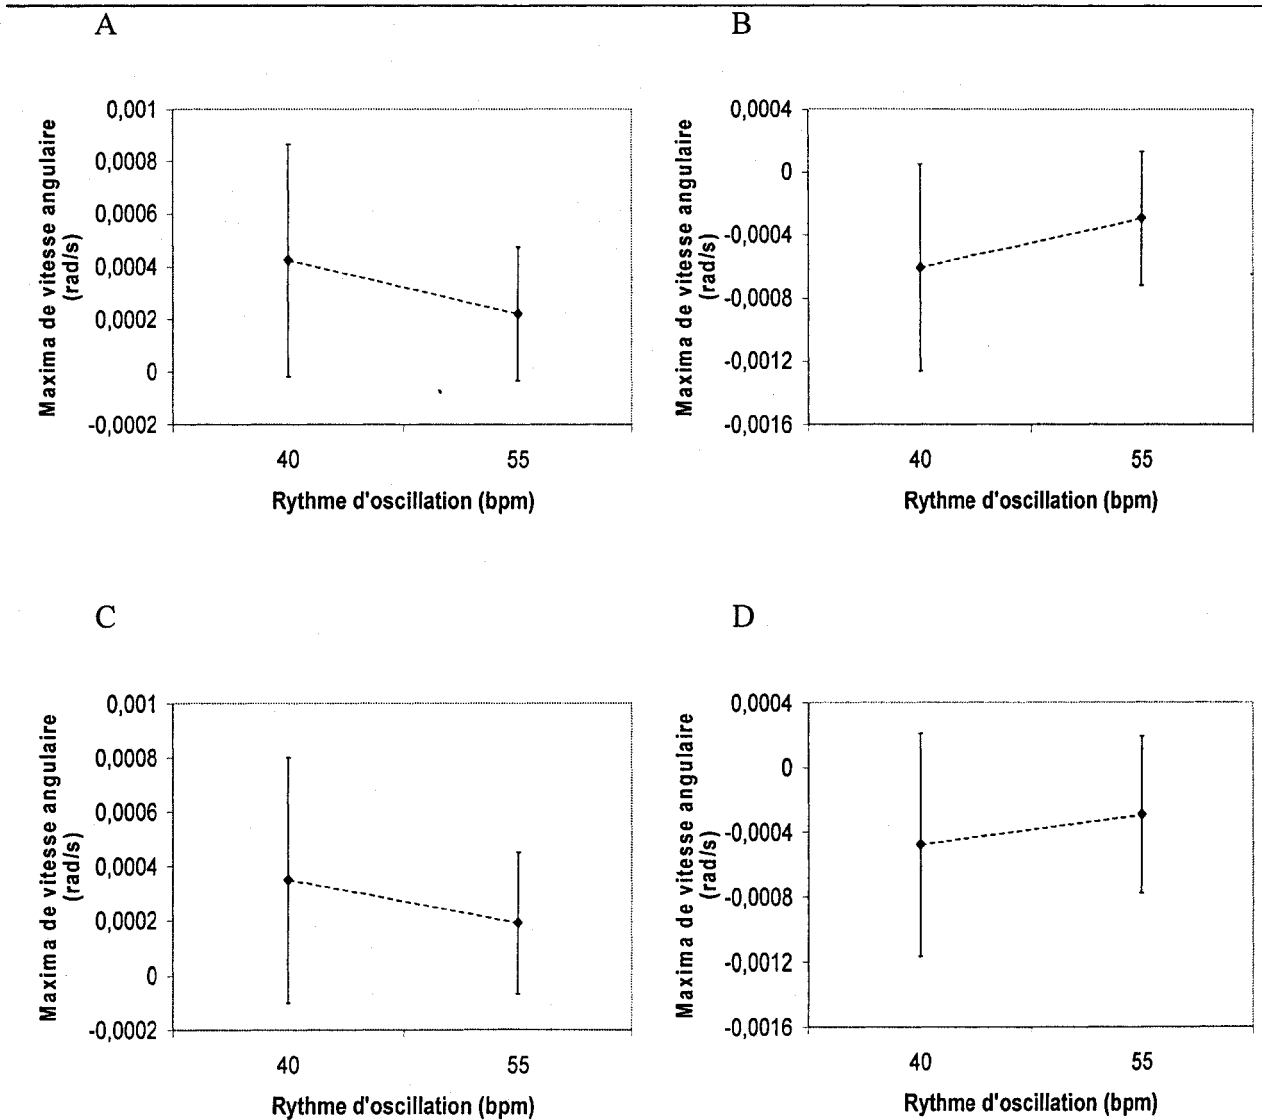 A
0,001
0,0008
0,0006
0,0004
0,0002
0
-0,0002
Maxima de vitesse angulaire
(rad/s)
40 55
Rythme d'oscillation (bpm)
B
0,0004
0
-0,0004
-0,0008
-0,0012
-0,0016
Maxima de vitesse angulaire
(rad/s)
40 55
Rythme d'oscillation (bpm)
C
0,001
0,0008
0,0006
0,0004
0,0002
0
-0,0002
Maxima de vitesse angulaire
(rad/s)
40 55
Rythme d'oscillation (bpm)
D
0,0004
0
-0,0004
-0,0008
-0,0012
-0,0016
Maxima de vitesse angulaire
(rad/s)
40 55
Rythme d'oscillation (bpm)